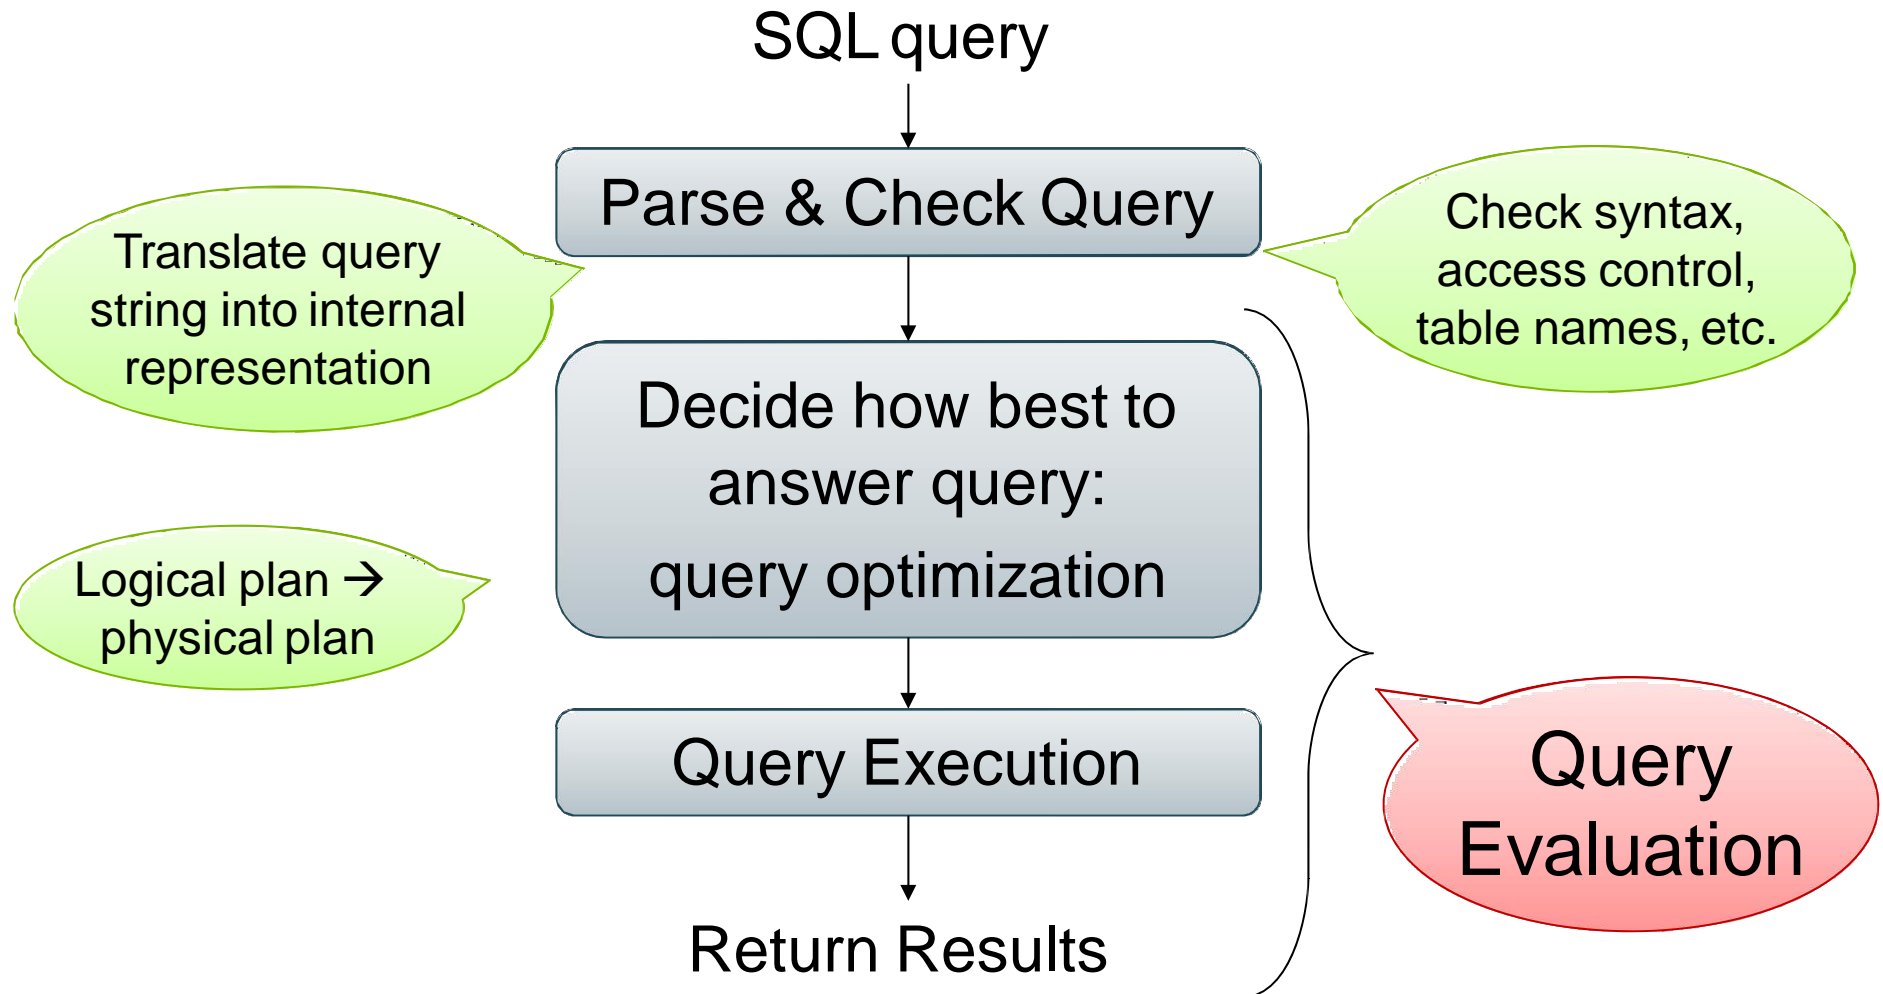 SQL query
Parse & Check Query
Translate query
string into internal
representation
Check syntax,
access control,
table names, etc.
Decide how best to
answer query:
query optimization
Logical plan →
physical plan
Query Execution
Query
Evaluation
Return Results